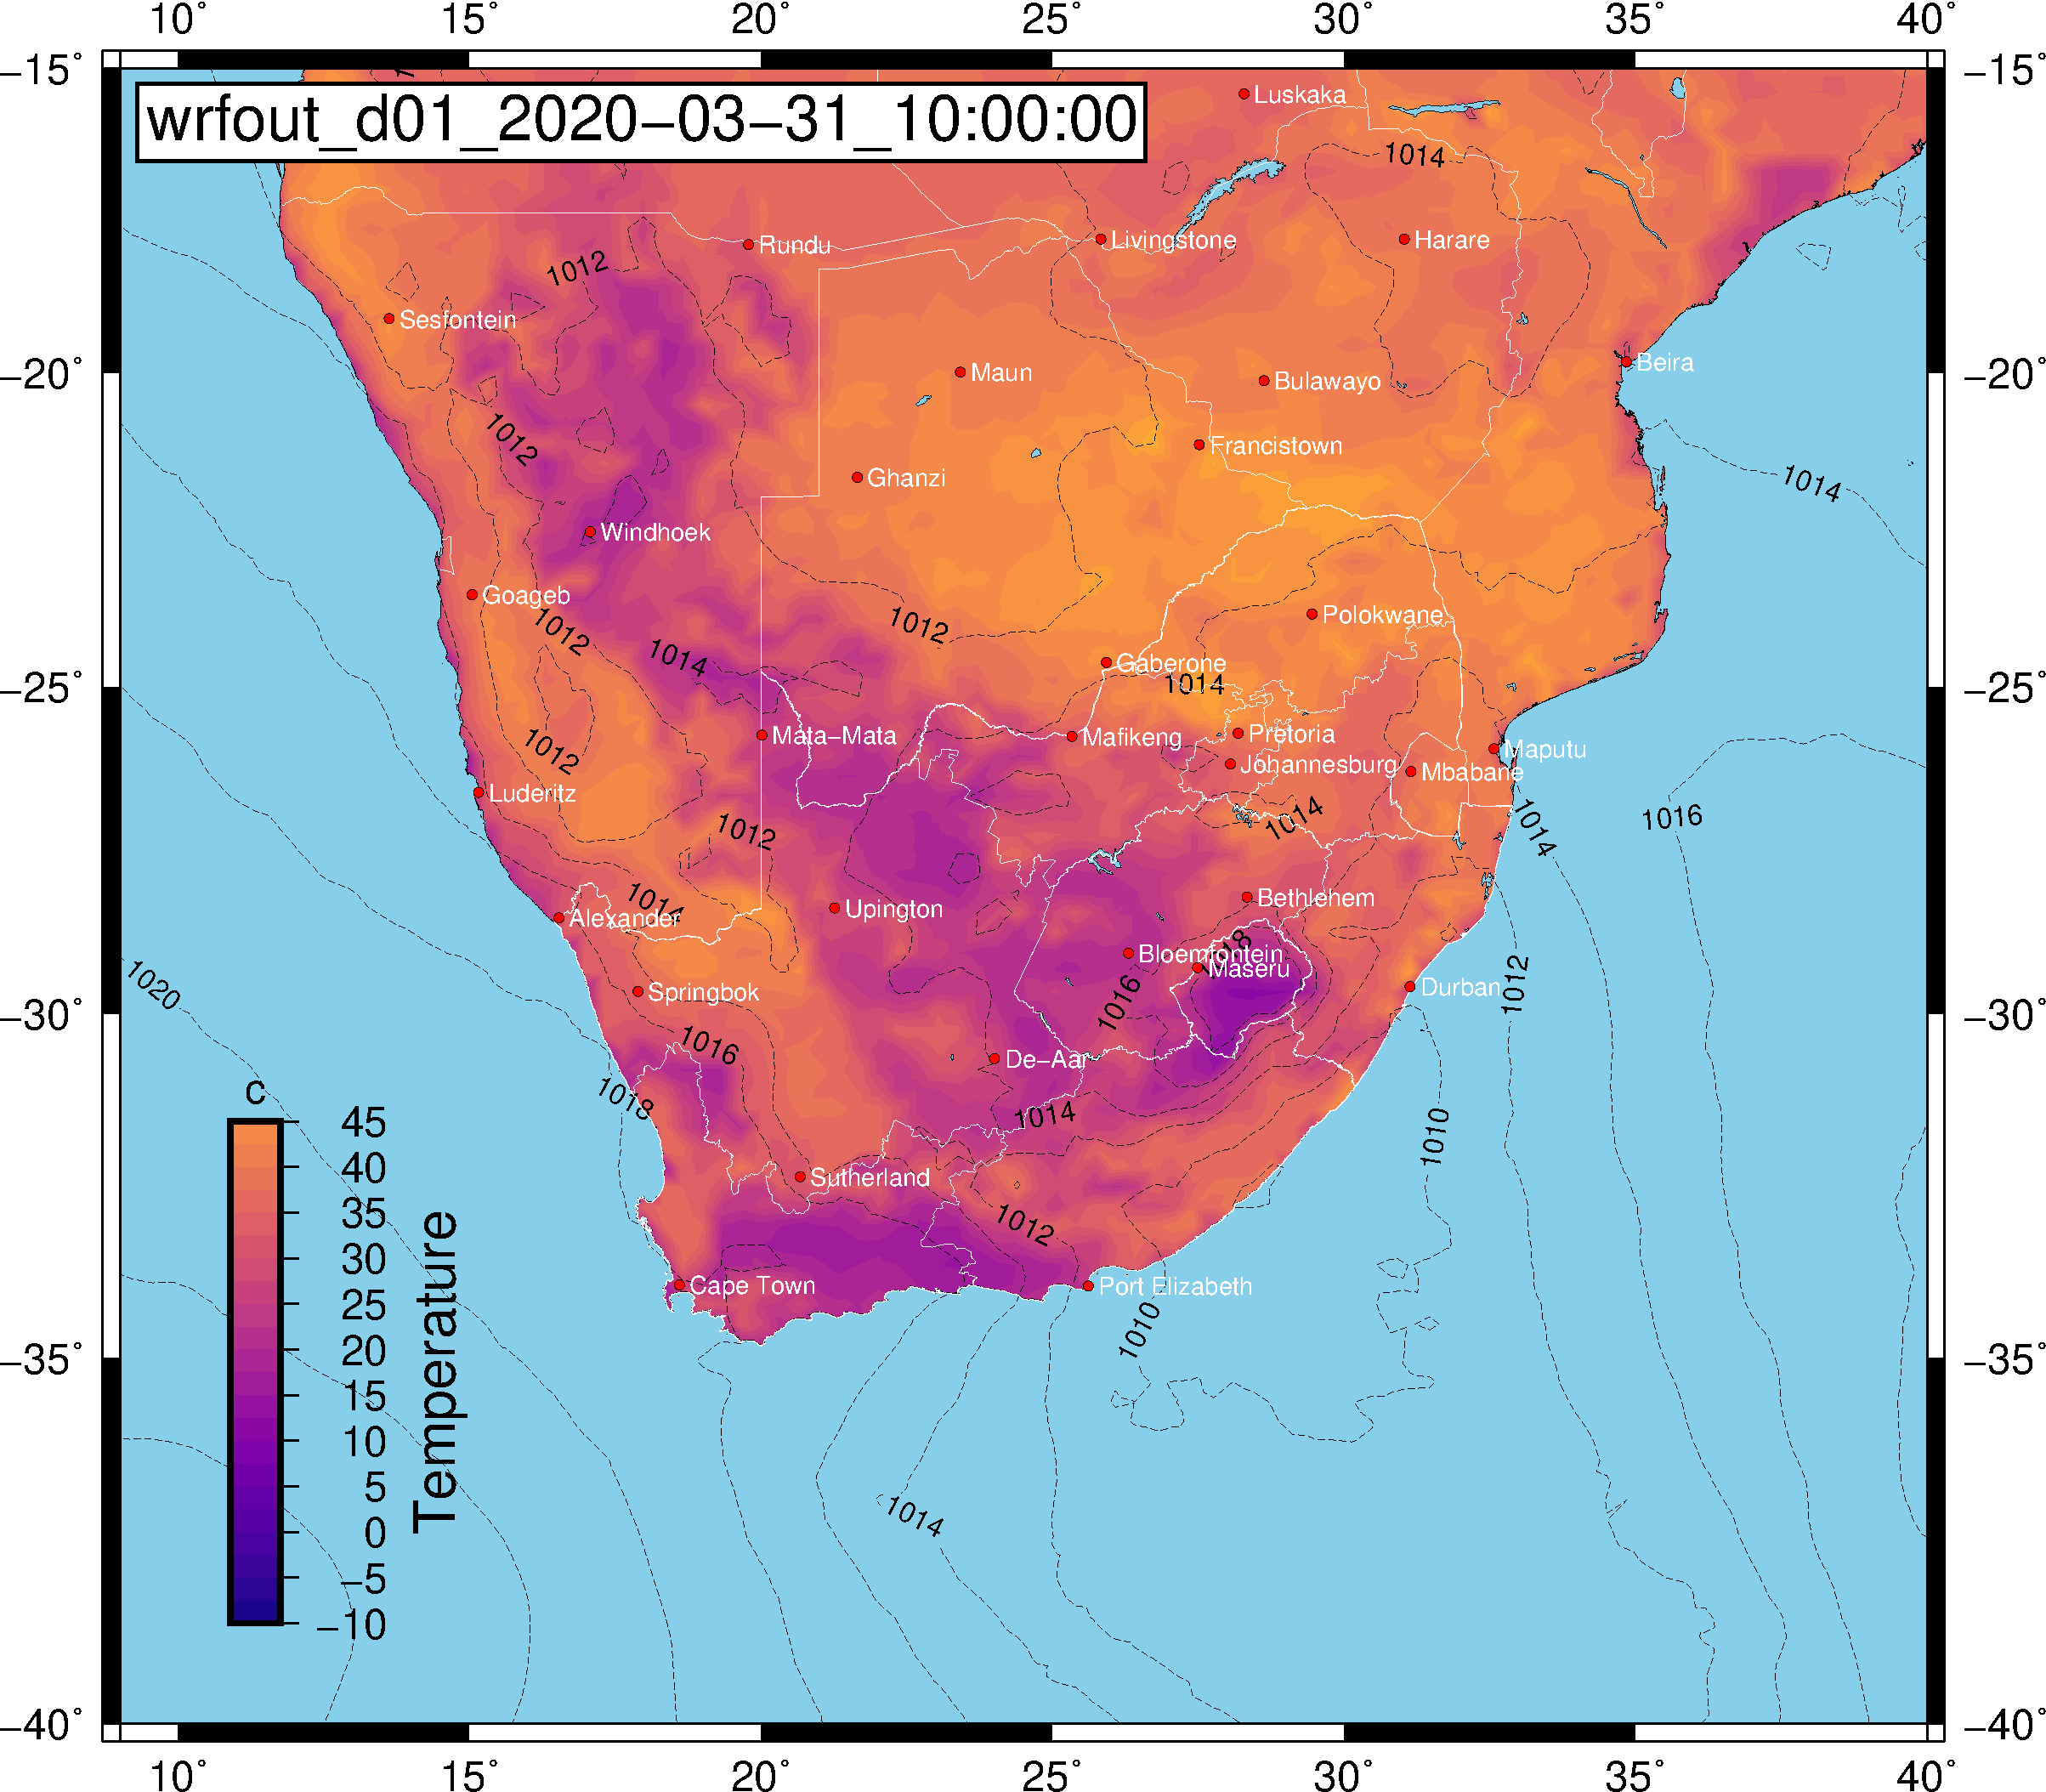 10° 15° 20° 25° 30° 35° 40°
−15° −15°
wrfout_d01_2020−03−31_10:00:00
Luskaka
1014
Rundu
Livingstone
Harare
1012
Sesfontein
Beira
Maun
Bulawayo
−20° −20°
1012
Francistown
Ghanzi
1014
Windhoek
Goageb
1012
1012
Polokwane
1014
Gaberone
1014
−25° −25°
1012
Mata−Mata
Mafikeng
Pretoria
Maputu
Johannesburg
Mbabane
Luderitz
1012
1014
1014
1016
1014
Alexander
Upington
Bethlehem
1018
Bloemfontein
Maseru
1020
Springbok
1016
Durban
1012
−30° −30°
1016
De−Aar
1018
1014
1010
Sutherland
1012
Cape Town
Port Elizabeth
1010
−35° −35°
1014
c
45
40
35
30
25
20
15
10
5
0
−5
−10
Temperature
−40° −40°
10° 15° 20° 25° 30° 35° 40°